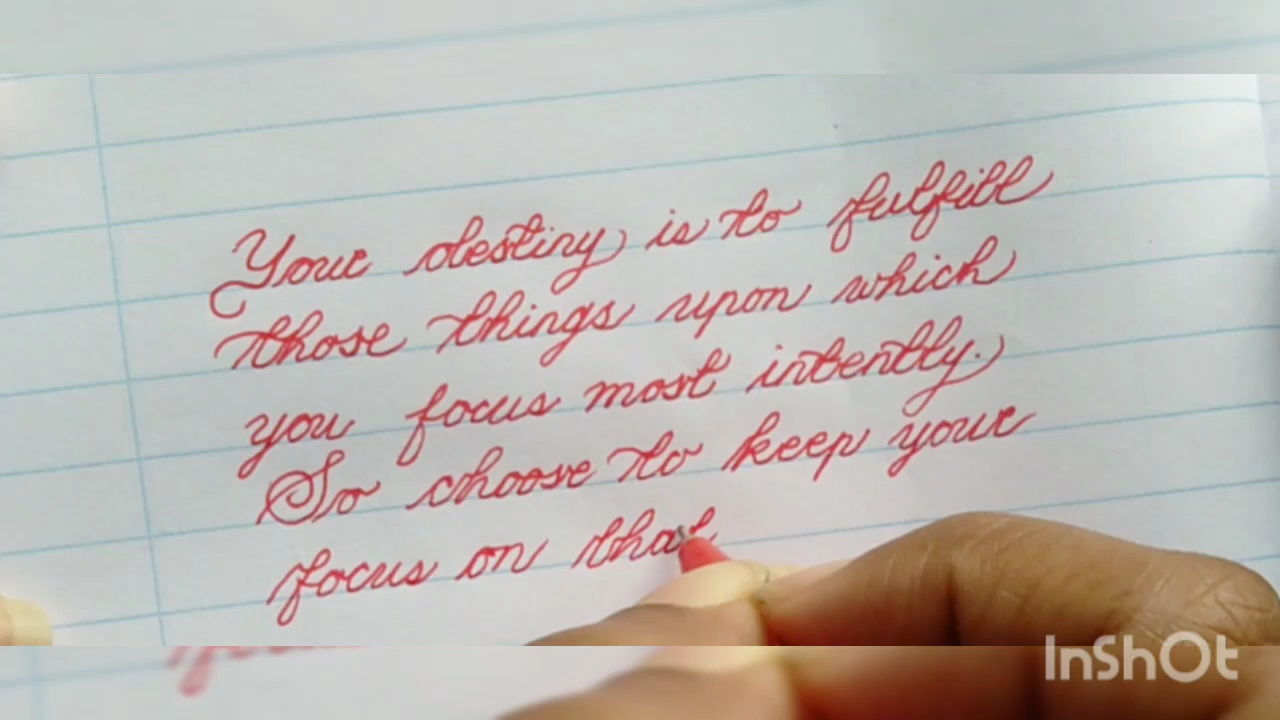 Your destiny is to fulfill
those things upon which
you focus most intently.
So choose to keep your
focus on that
InShOt